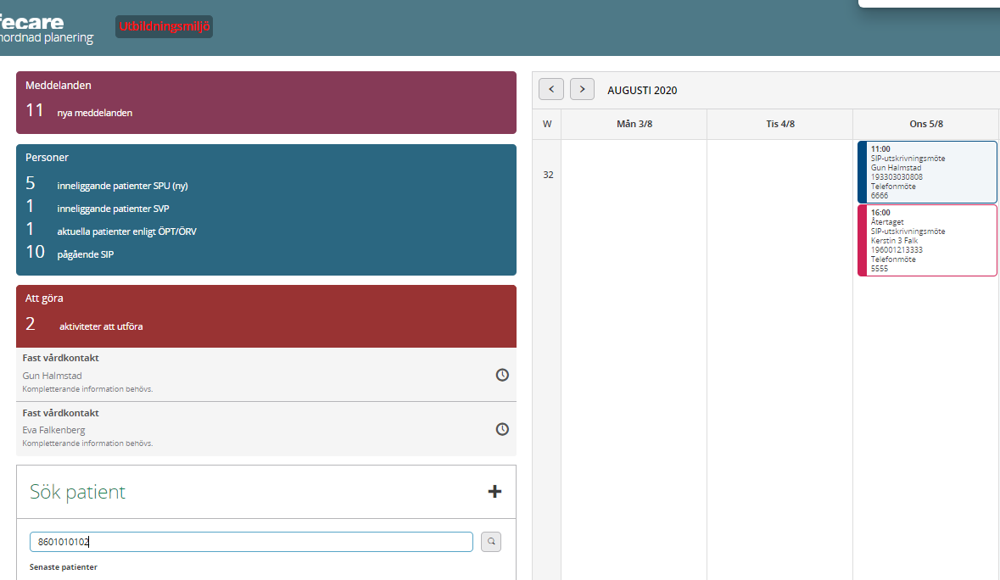 fecare
nordnad planering
Utbildningsmiljö
Meddelanden
11 nya meddelanden
Personer
5 inneliggande patienter SPU (ny)
1 inneliggande patienter SVP
1 aktuella patienter enligt ÖPT/ÖRV
10 pågående SIP
Att göra
2 aktiviteter att utföra
Fast vårdkontakt
Gun Halmstad
Kompletterande information behövs.
Fast vårdkontakt
Eva Falkenberg
Kompletterande information behövs.
Sök patient
8601010102
Senaste patienter
AUGUSTI 2020
W Mån 3/8 Tis 4/8 Ons 5/8
32
11:00
SIP-utskrivningsmöte
Gun Halmstad
193303030808
Telefonmöte
6666
16:00
Återtaget
SIP-utskrivningsmöte
Kerstin 3 Falk
196001213333
Telefonmöte
5555